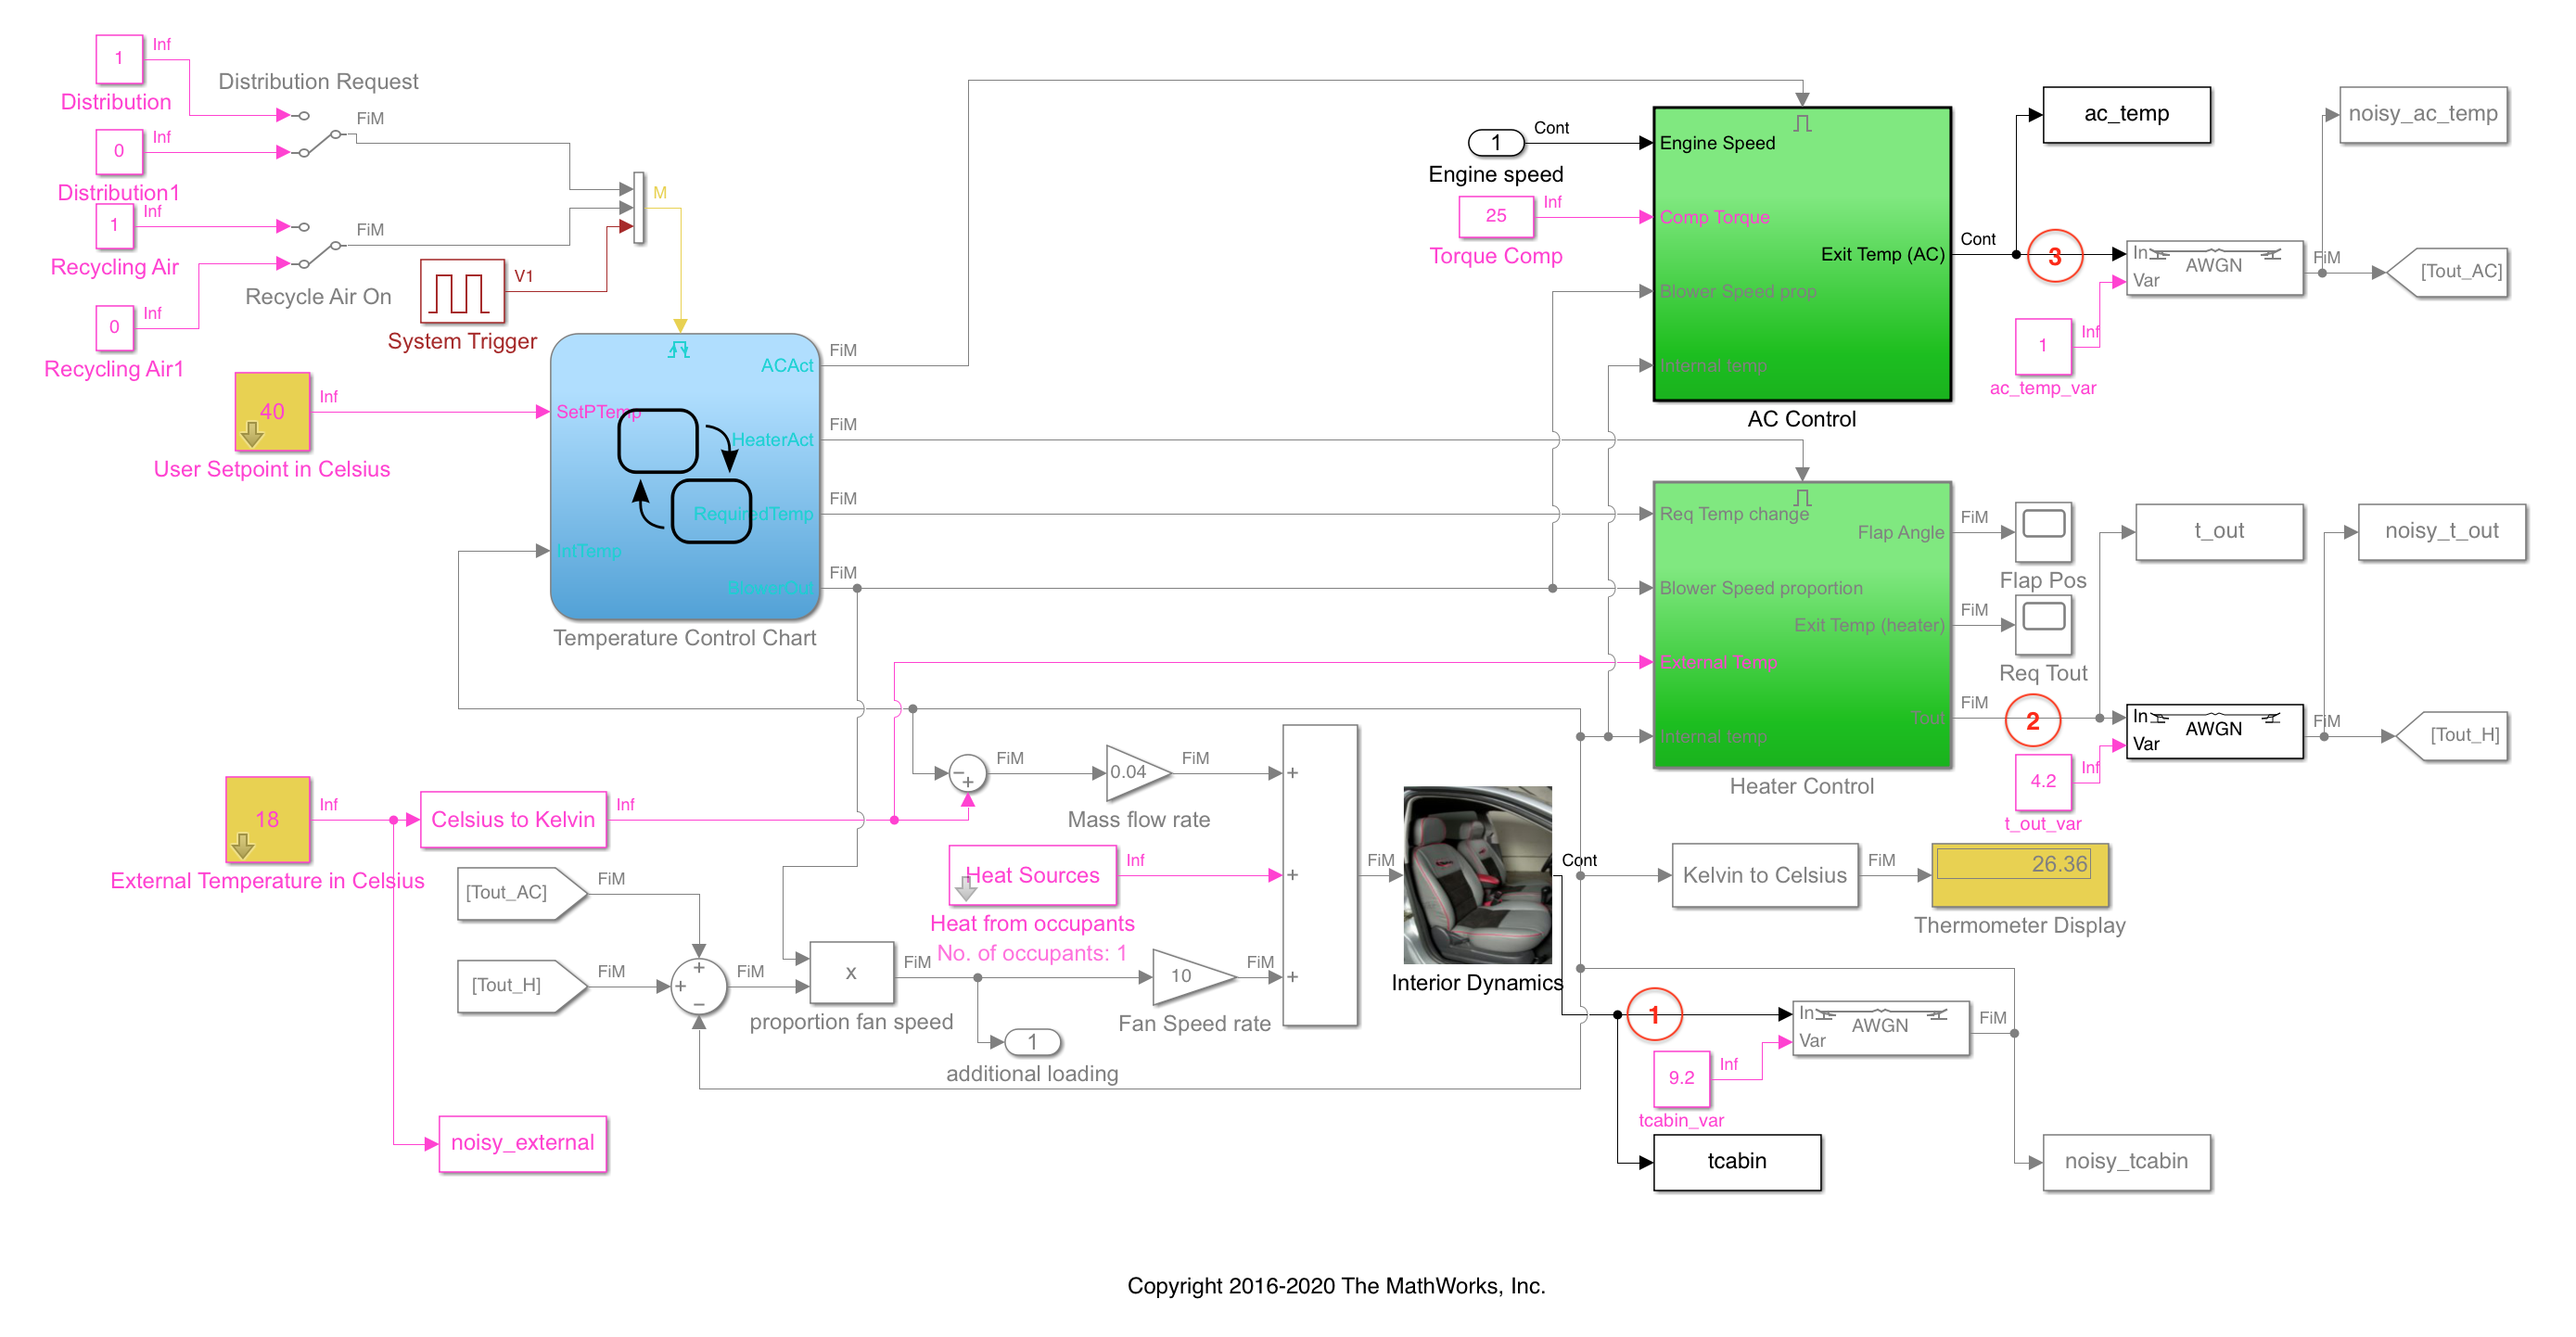 1
Inf
Distribution
Distribution Request
FiM
0
Inf
Distribution1
1
Inf
Recycling Air
FiM
Recycle Air On
0
Inf
Recycling Air1
M
V1
System Trigger
40
Inf
User Setpoint in Celsius
SetPTemp
IntTemp
ACAct
HeaterAct
RequiredTemp
BlowerOut
FiM
FiM
FiM
FiM
Temperature Control Chart
1
Cont
Engine speed
25
Inf
Torque Comp
Engine Speed
Comp Torque
Blower Speed prop
Internal temp
Exit Temp (AC)
AC Control
Cont
3
ac_temp
noisy_ac_temp
In
Var
AWGN
FiM
[Tout_AC]
1
Inf
ac_temp_var
Req Temp change
Blower Speed proportion
External Temp
Internal temp
Flap Angle
Exit Temp (heater)
Tout
Heater Control
FiM
FiM
FiM
Flap Pos
Req Tout
2
t_out
noisy_t_out
In
Var
AWGN
FiM
[Tout_H]
4.2
Inf
t_out_var
18
Inf
External Temperature in Celsius
Celsius to Kelvin
Inf
−
+
FiM
0.04
FiM
Mass flow rate
Heat Sources
Inf
Heat from occupants
No. of occupants: 1
[Tout_AC]
FiM
[Tout_H]
FiM
+
+
−
FiM
x
FiM
proportion fan speed
10
FiM
Fan Speed rate
1
additional loading
+
+
+
FiM
Interior Dynamics
Cont
Kelvin to Celsius
FiM
26.36
Thermometer Display
1
In
Var
AWGN
FiM
9.2
Inf
tcabin_var
tcabin
noisy_tcabin
noisy_external
Copyright 2016-2020 The MathWorks, Inc.